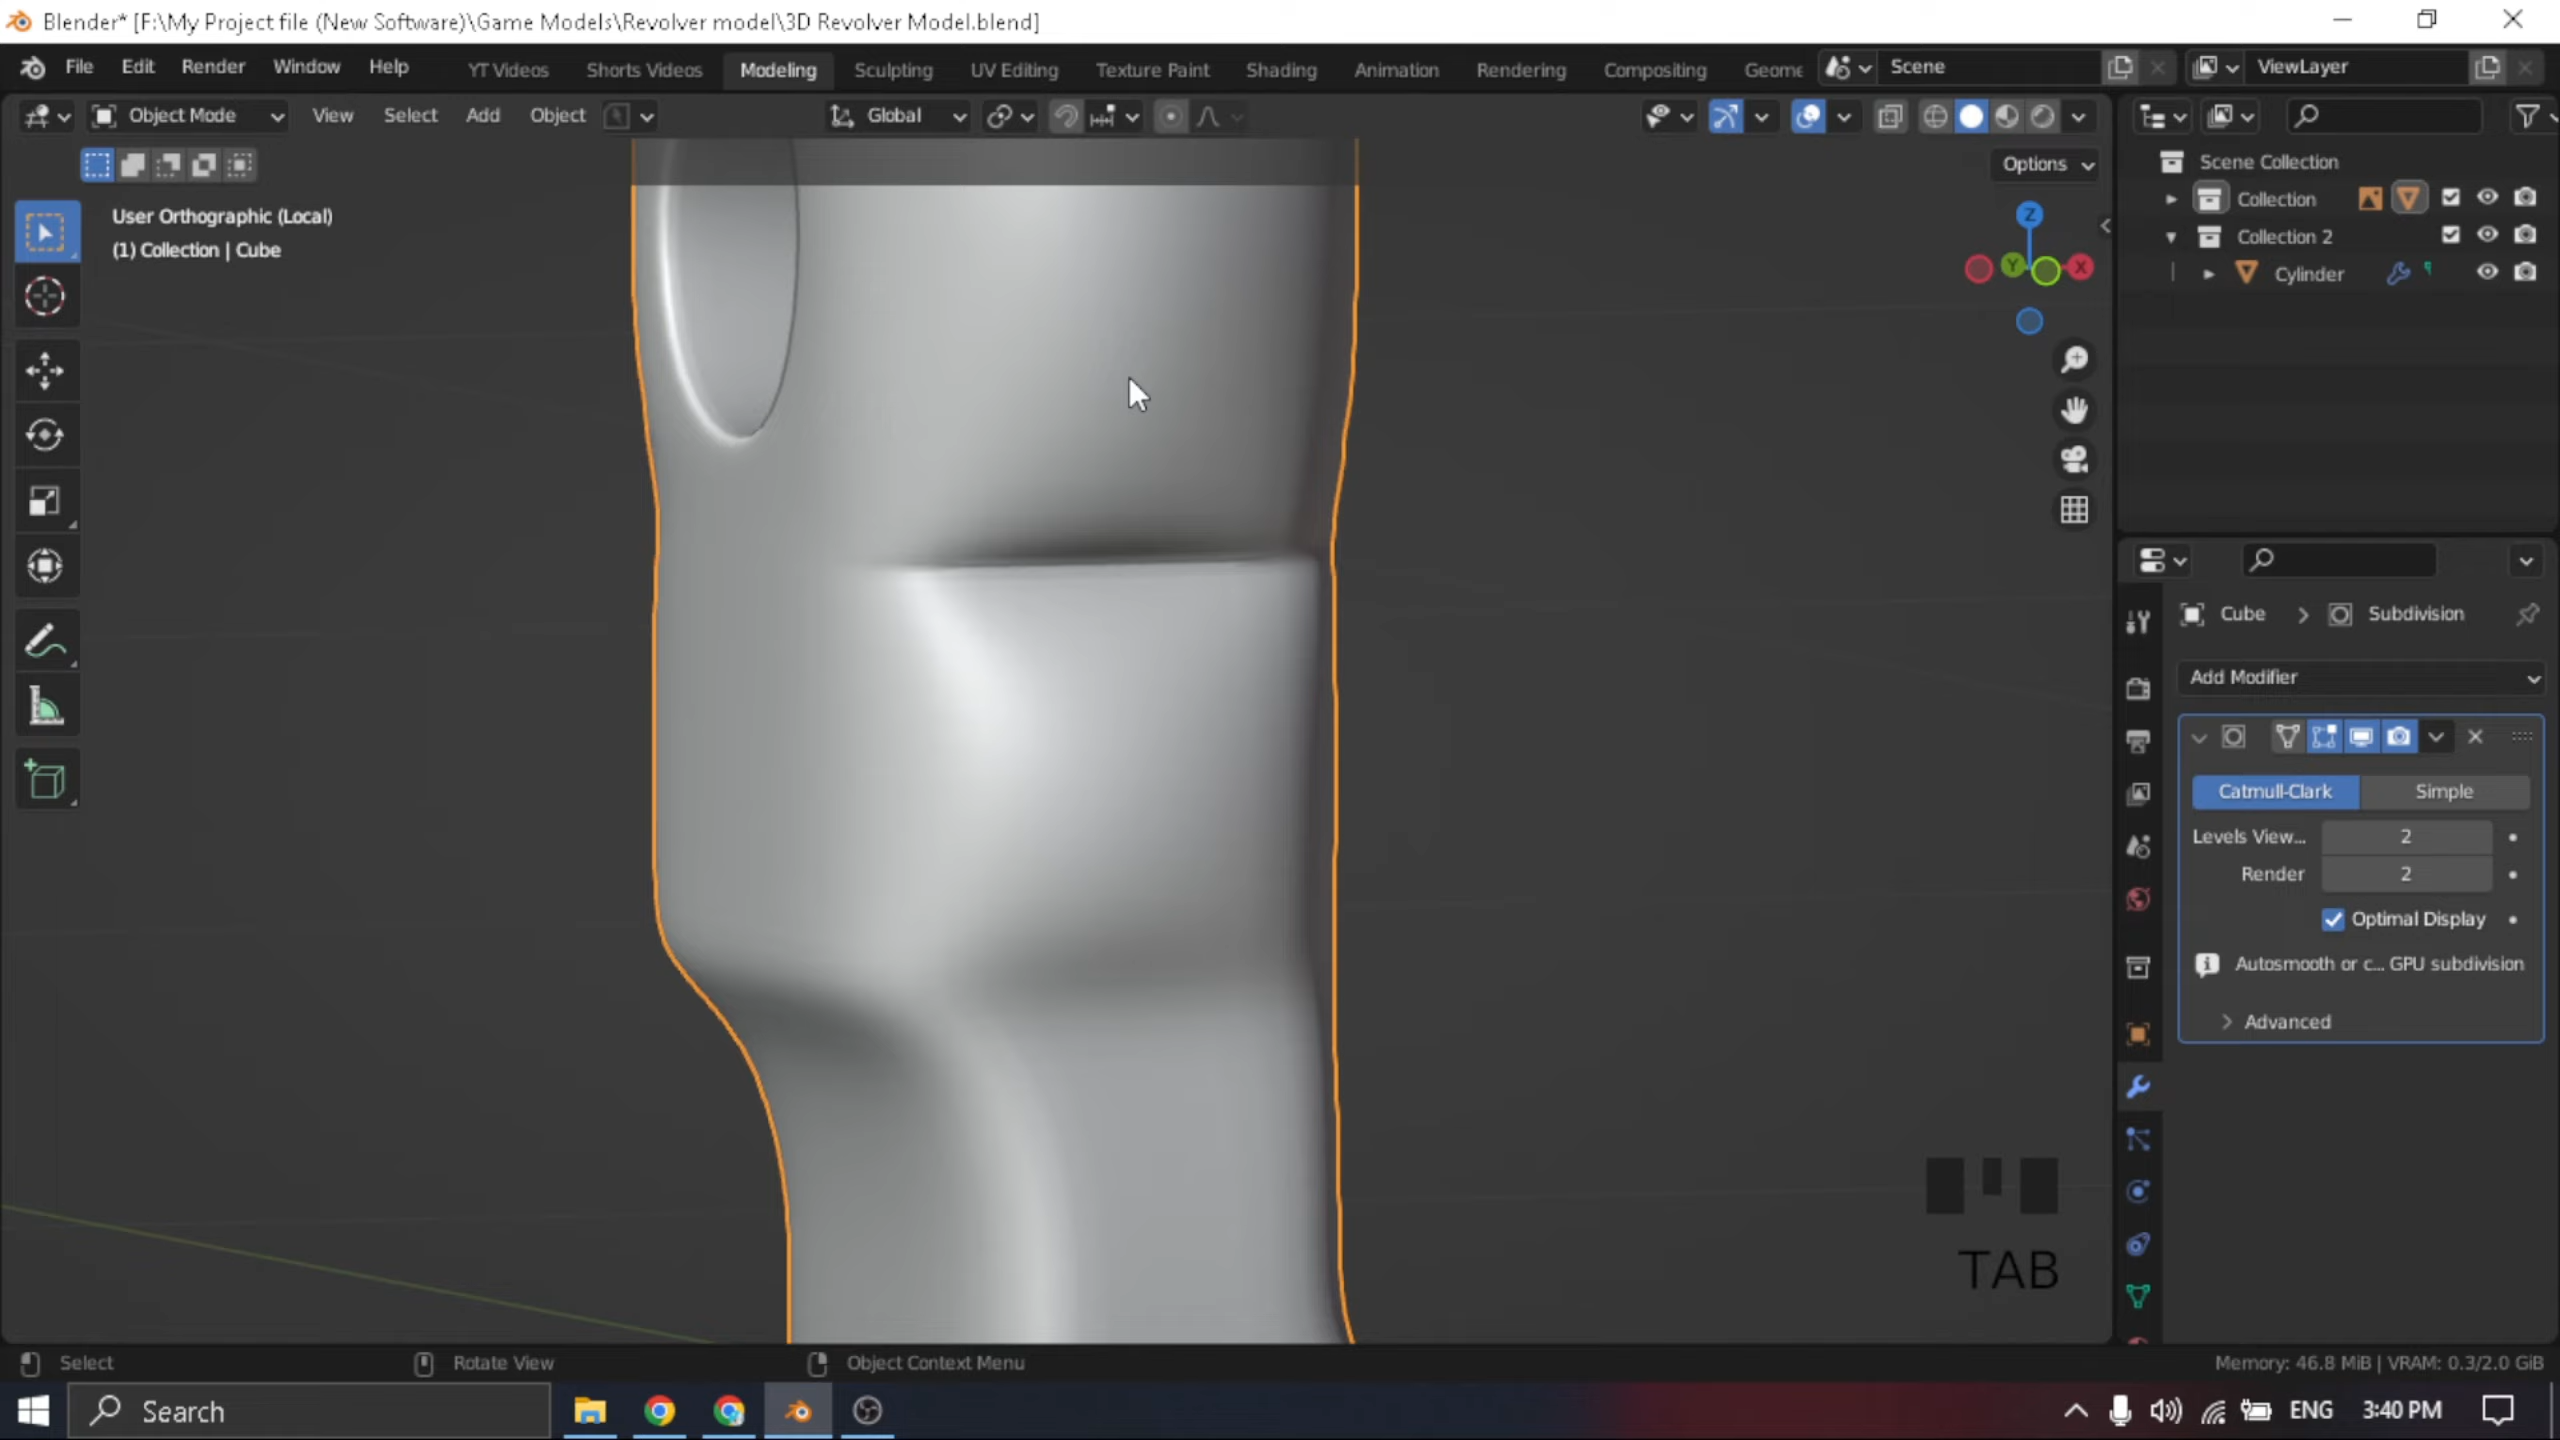 Blender* [F:\My Project file (New Software)\Game Models\Revolver model\3D Revolver Model.blend]
File Edit Render Window Help YT Videos Shorts Videos Modeling Sculpting UV Editing Texture Paint Shading Animation Rendering Compositing Geome Scene ViewLayer
Object Mode View Select Add Object Global
Options
User Orthographic (Local)
(1) Collection | Cube
Z
Y
X
Scene Collection
Collection
Collection 2
Cylinder
Cube > Subdivision
Add Modifier
Catmull-Clark Simple
Levels View... 2
Render 2
Optimal Display
Autosmooth or c... GPU subdivision
Advanced
TAB
Select Rotate View Object Context Menu Memory: 46.8 MiB | VRAM: 0.3/2.0 GiB
Search ENG 3:40 PM